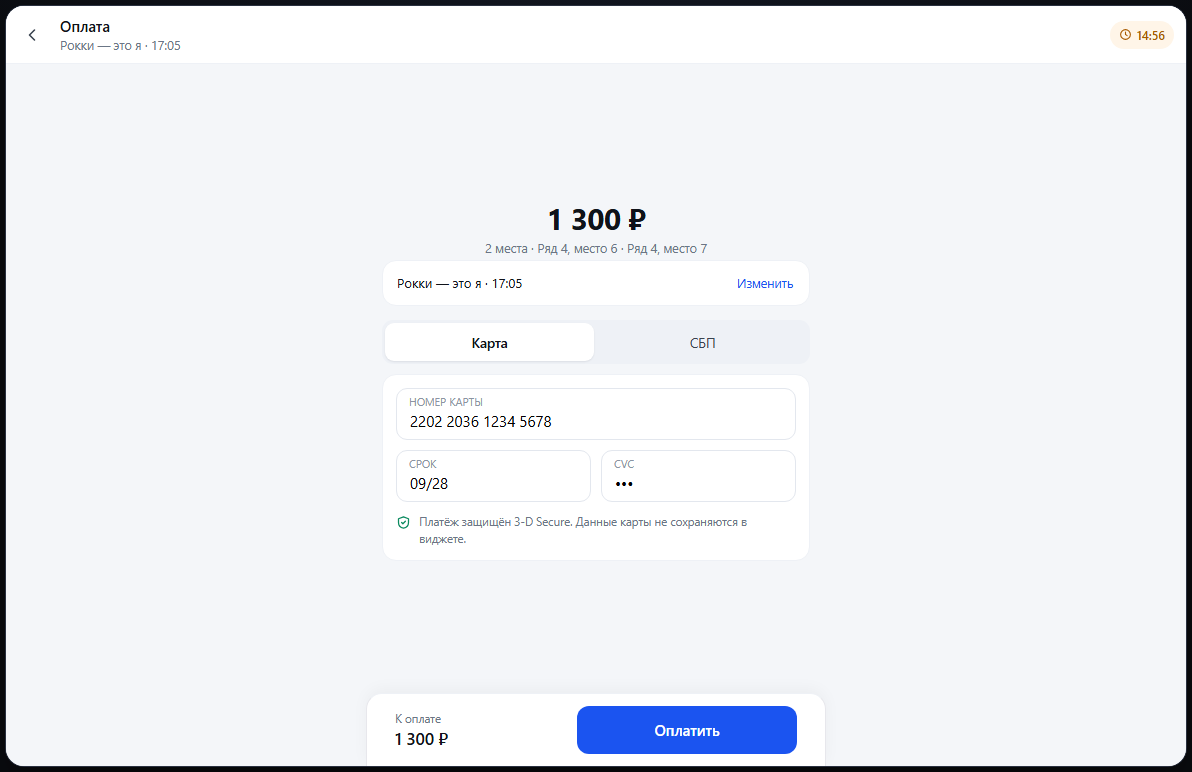 Оплата
Рокки — это я · 17:05
14:56
1 300 ₽
2 места · Ряд 4, место 6 · Ряд 4, место 7
Рокки — это я · 17:05
Изменить
Карта
СБП
НОМЕР КАРТЫ
2202 2036 1234 5678
СРОК
09/28
CVC
•••
Платёж защищён 3-D Secure. Данные карты не сохраняются в
виджете.
К оплате
1 300 ₽
Оплатить